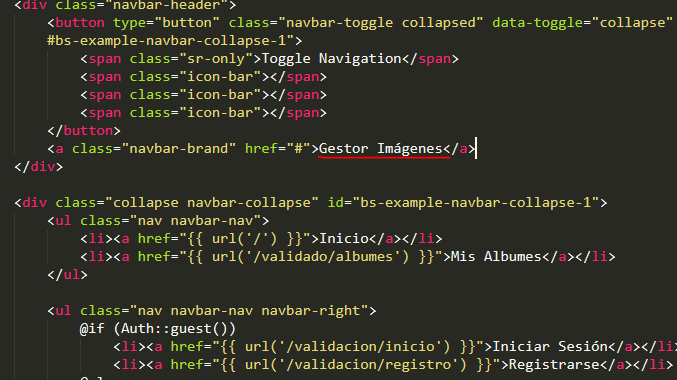 <div class="navbar-header">
<button type="button" class="navbar-toggle collapsed" data-toggle="collapse"
#bs-example-navbar-collapse-1">
<span class="sr-only">Toggle Navigation</span>
<span class="icon-bar"></span>
<span class="icon-bar"></span>
<span class="icon-bar"></span>
</button>
<a class="navbar-brand" href="#">Gestor Imágenes</a>
</div>
<div class="collapse navbar-collapse" id="bs-example-navbar-collapse-1">
<ul class="nav navbar-nav">
<li><a href="{{ url('/') }}">Inicio</a></li>
<li><a href="{{ url('/validado/albumes') }}">Mis Albumes</a></li>
</ul>
<ul class="nav navbar-nav navbar-right">
@if (Auth::guest())
<li><a href="{{ url('/validacion/inicio') }}">Iniciar Sesión</a></li>
<li><a href="{{ url('/validacion/registro') }}">Registrarse</a></li>